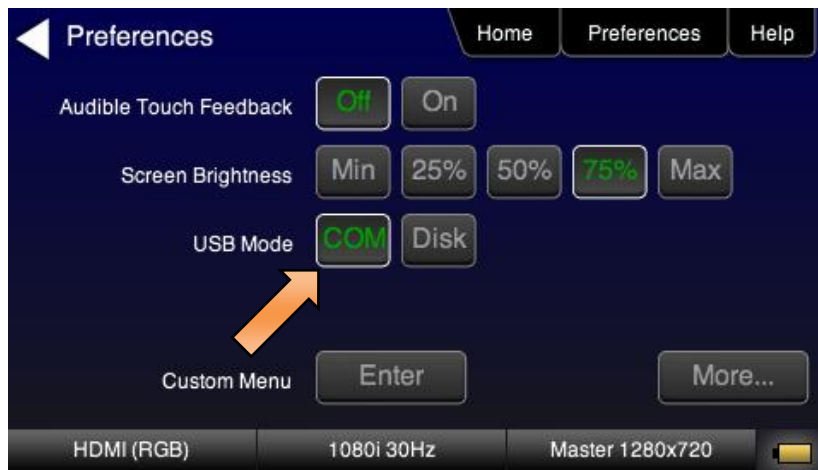 Preferences Home Preferences Help
Audible Touch Feedback Off On
Screen Brightness Min 25% 50% 75% Max
USB Mode COM Disk
Custom Menu Enter More...
HDMI (RGB) 1080i 30Hz Master 1280x720